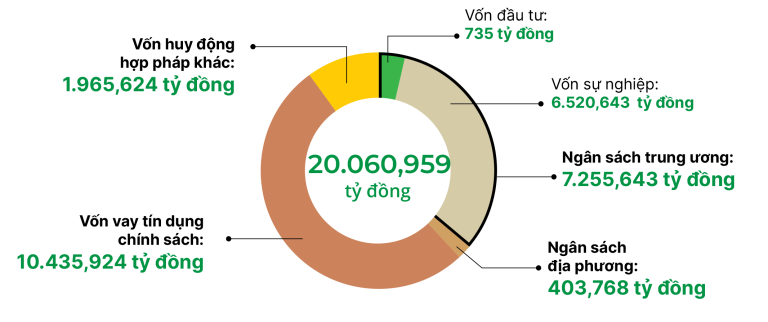 Vốn đầu tư:
735 tỷ đồng
Vốn huy động
hợp pháp khác:
1.965,624 tỷ đồng
Vốn sự nghiệp:
6.520,643 tỷ đồng
20.060,959
tỷ đồng
Ngân sách trung ương:
7.255,643 tỷ đồng
Vốn vay tín dụng
chính sách:
10.435,924 tỷ đồng
Ngân sách
địa phương:
403,768 tỷ đồng